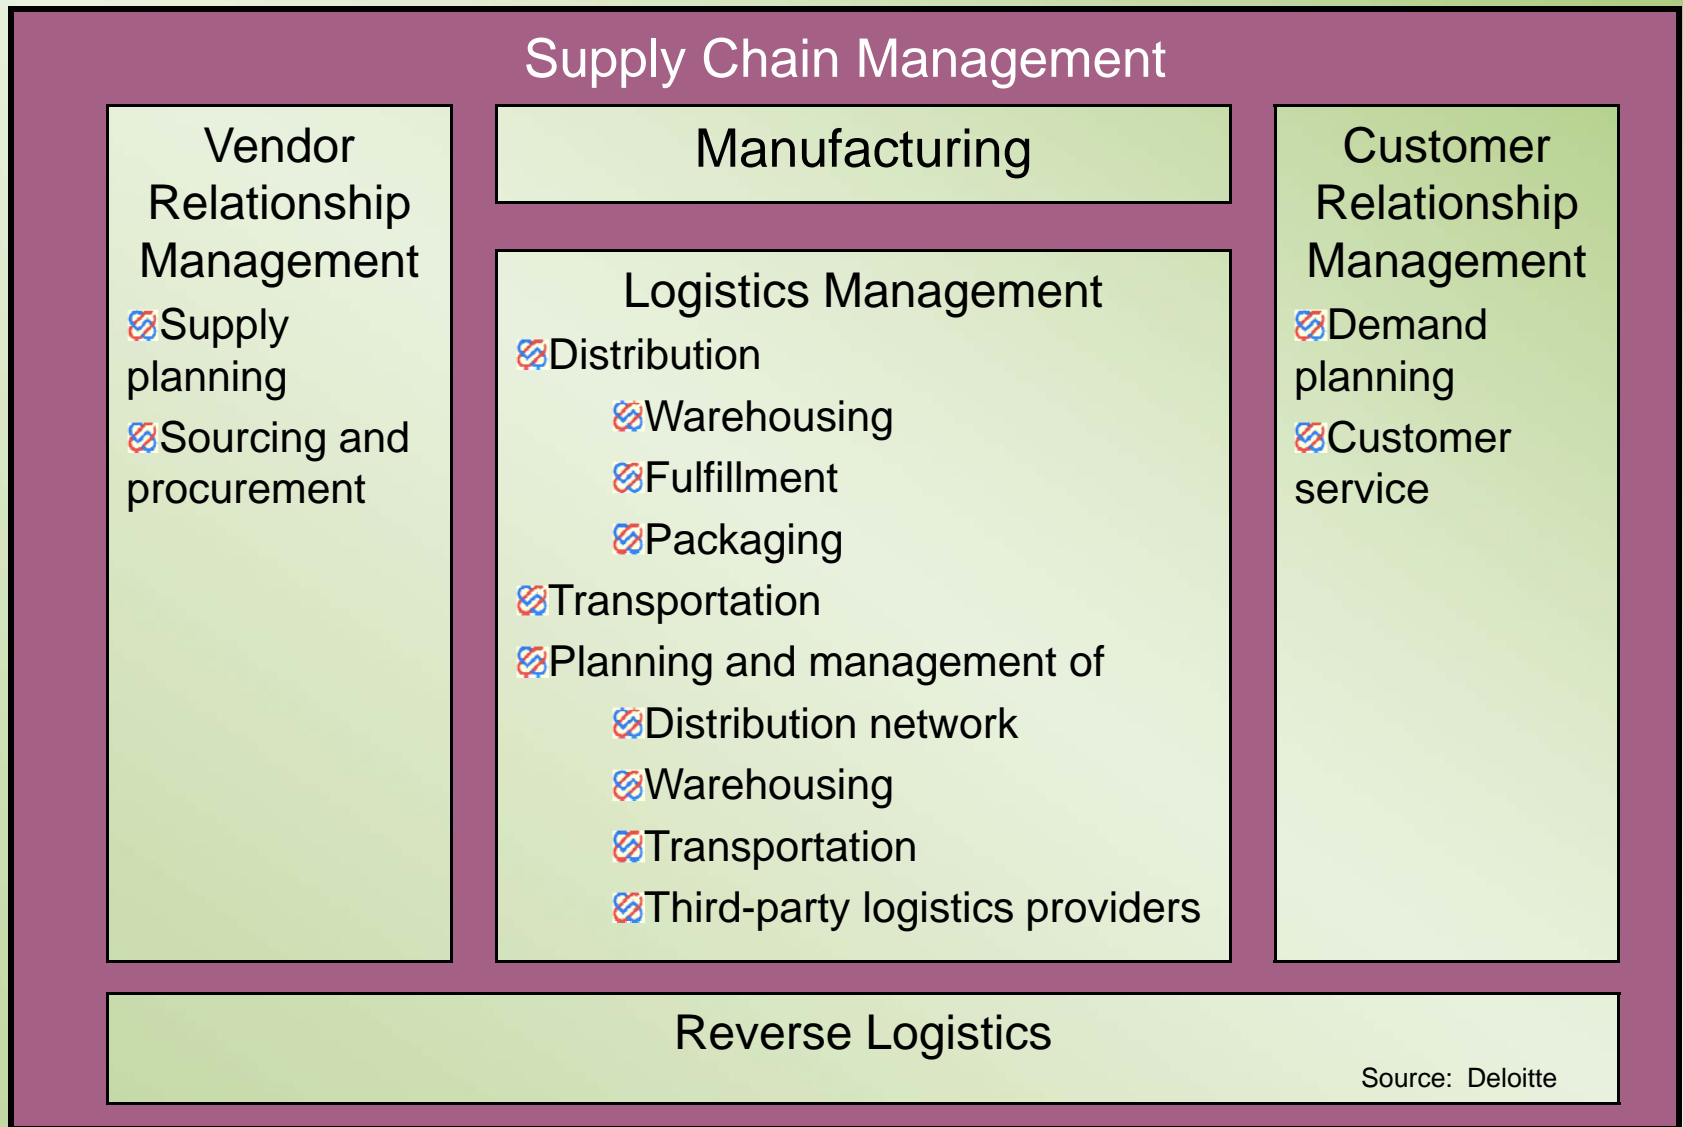 Supply Chain Management
Vendor
Relationship
Management
Supply
planning
Sourcing and
procurement
Manufacturing
Logistics Management
Distribution
Warehousing
Fulfillment
Packaging
Transportation
Planning and management of
Distribution network
Warehousing
Transportation
Third-party logistics providers
Customer
Relationship
Management
Demand
planning
Customer
service
Reverse Logistics
Source: Deloitte